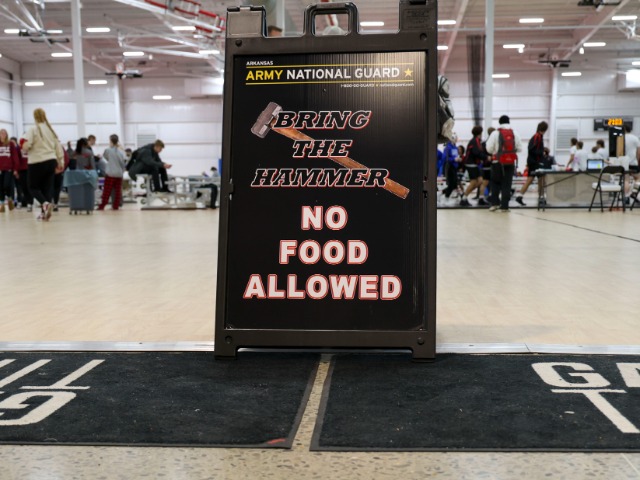 ARKANSAS
ARMY NATIONAL GUARD
BRING
THE
HAMMER
NO
FOOD
ALLOWED